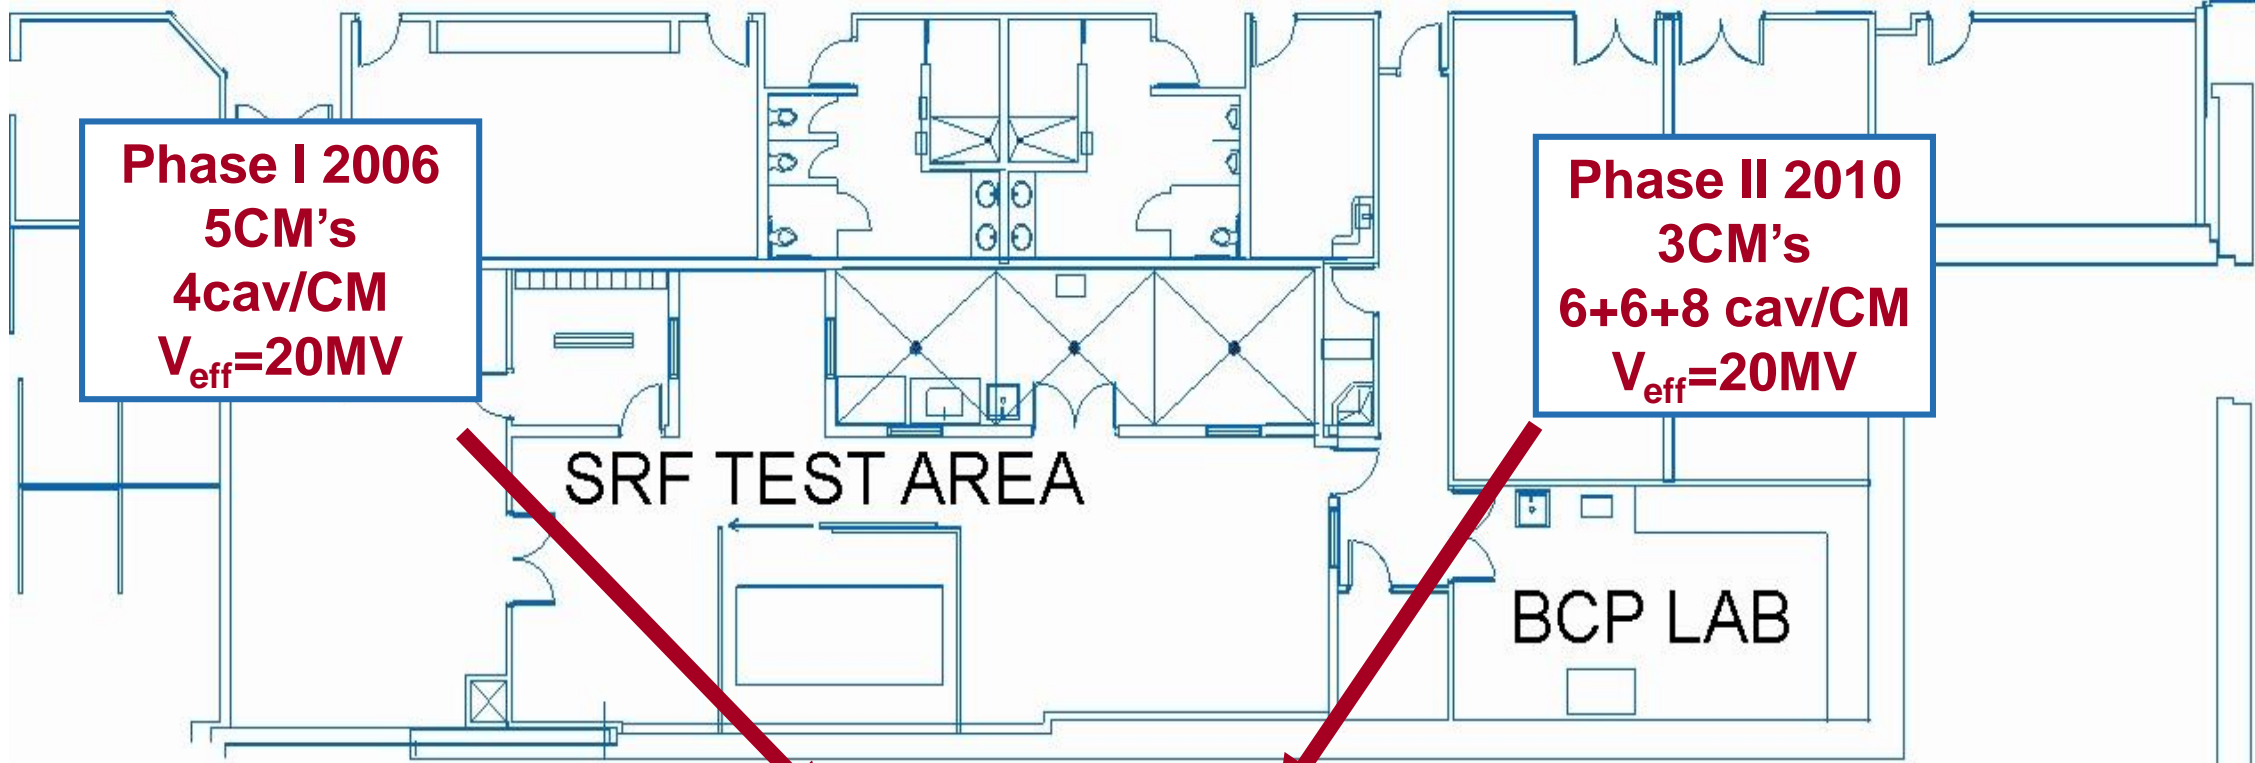 Phase I 2006
5CM's
4cav/CM
Veff=20MV
Phase II 2010
3CM's
6+6+8 cav/CM
Veff=20MV
SRF TEST AREA
BCP LAB